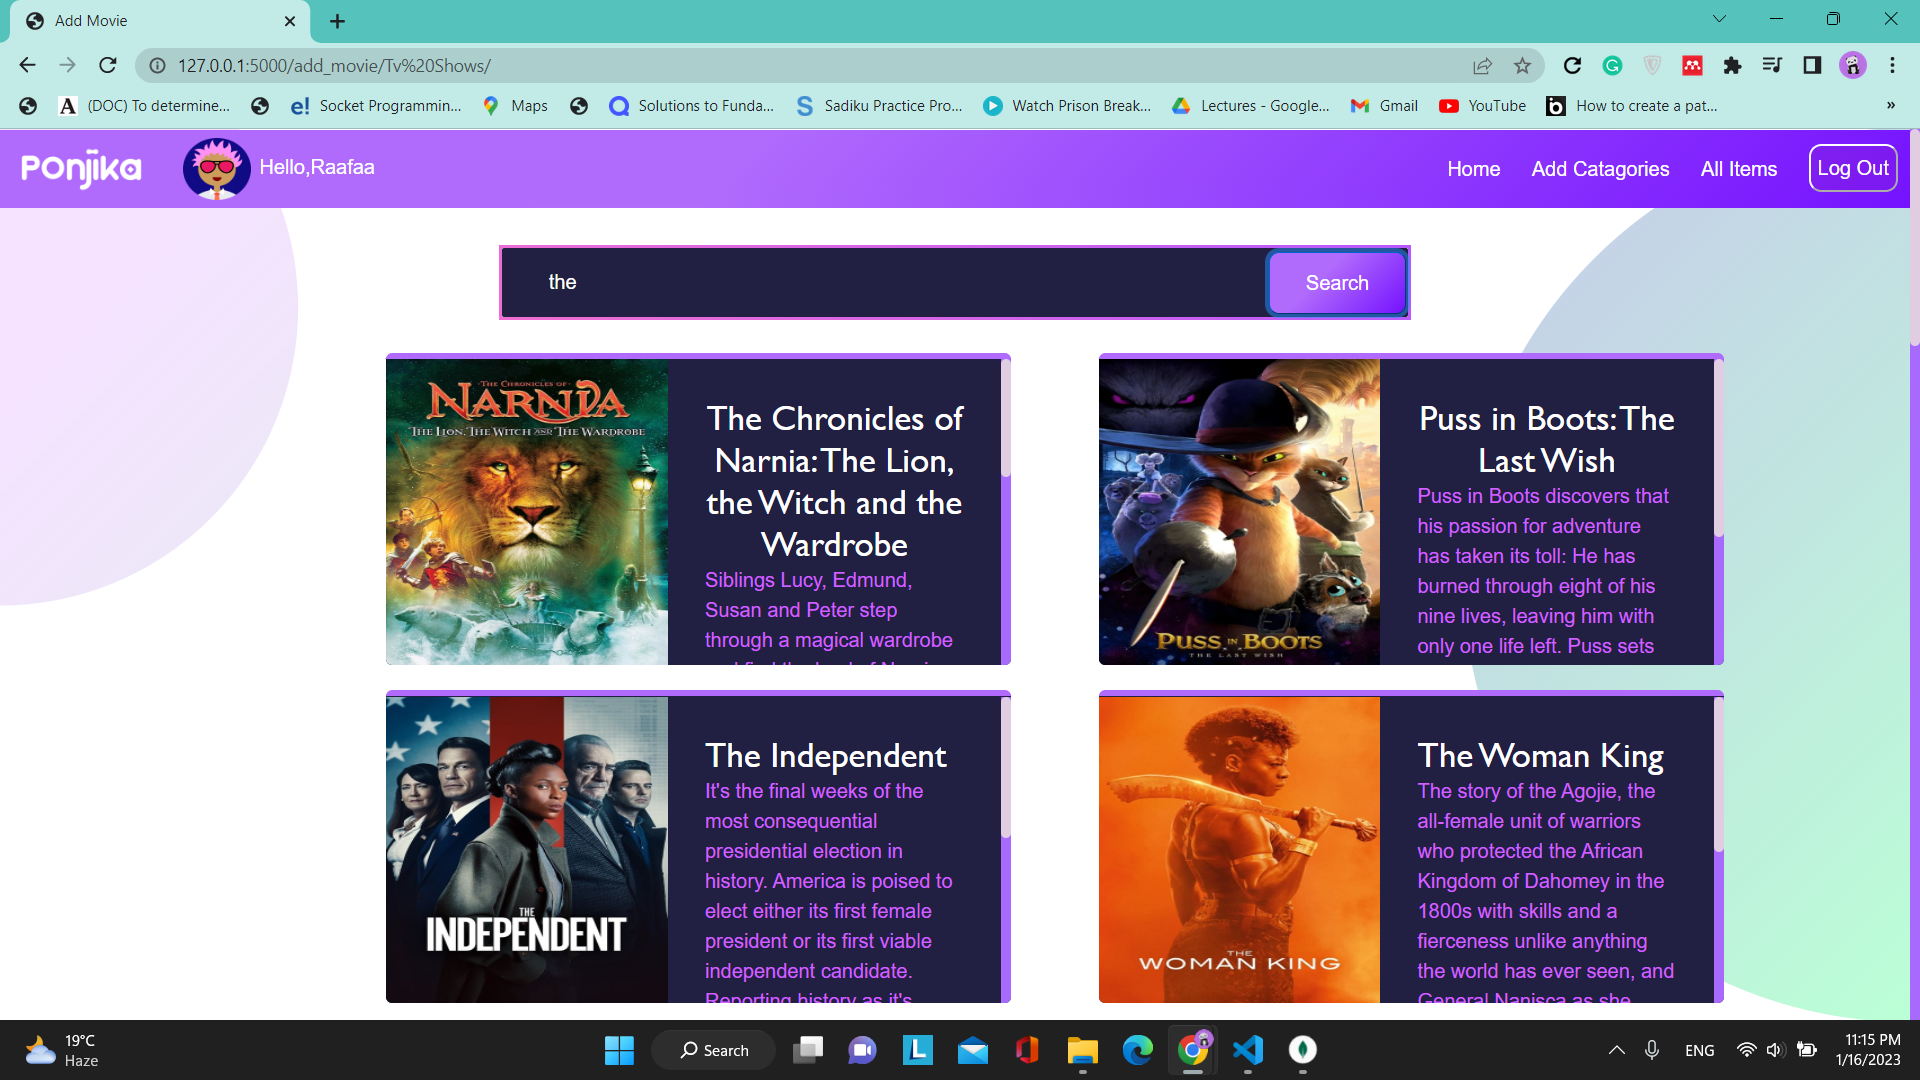 Add Movie
127.0.0.1:5000/add_movie/Tv%20Shows/
(DOC) To determine...
Socket Programmin...
Maps
Solutions to Funda...
Sadiku Practice Pro...
Watch Prison Break...
Lectures - Google...
Gmail
YouTube
How to create a pat...
»
Ponjika
Hello,Raafaa
Home
Add Catagories
All Items
Log Out
the
Search
THE CHRONICLES OF
NARNIA
THE LION, THE WITCH AND THE WARDROBE
The Chronicles of
Narnia: The Lion,
the Witch and the
Wardrobe
Siblings Lucy, Edmund,
Susan and Peter step
through a magical wardrobe
and find the land of Narnia.
PUSS IN BOOTS
THE LAST WISH
Puss in Boots: The
Last Wish
Puss in Boots discovers that
his passion for adventure
has taken its toll: He has
burned through eight of his
nine lives, leaving him with
only one life left. Puss sets
THE
INDEPENDENT
The Independent
It's the final weeks of the
most consequential
presidential election in
history. America is poised to
elect either its first female
president or its first viable
independent candidate.
Reporting history as it's
THE
WOMAN KING
The Woman King
The story of the Agojie, the
all-female unit of warriors
who protected the African
Kingdom of Dahomey in the
1800s with skills and a
fierceness unlike anything
the world has ever seen, and
General Nanisca as she
19°C
Haze
Search
ENG
11:15 PM
1/16/2023